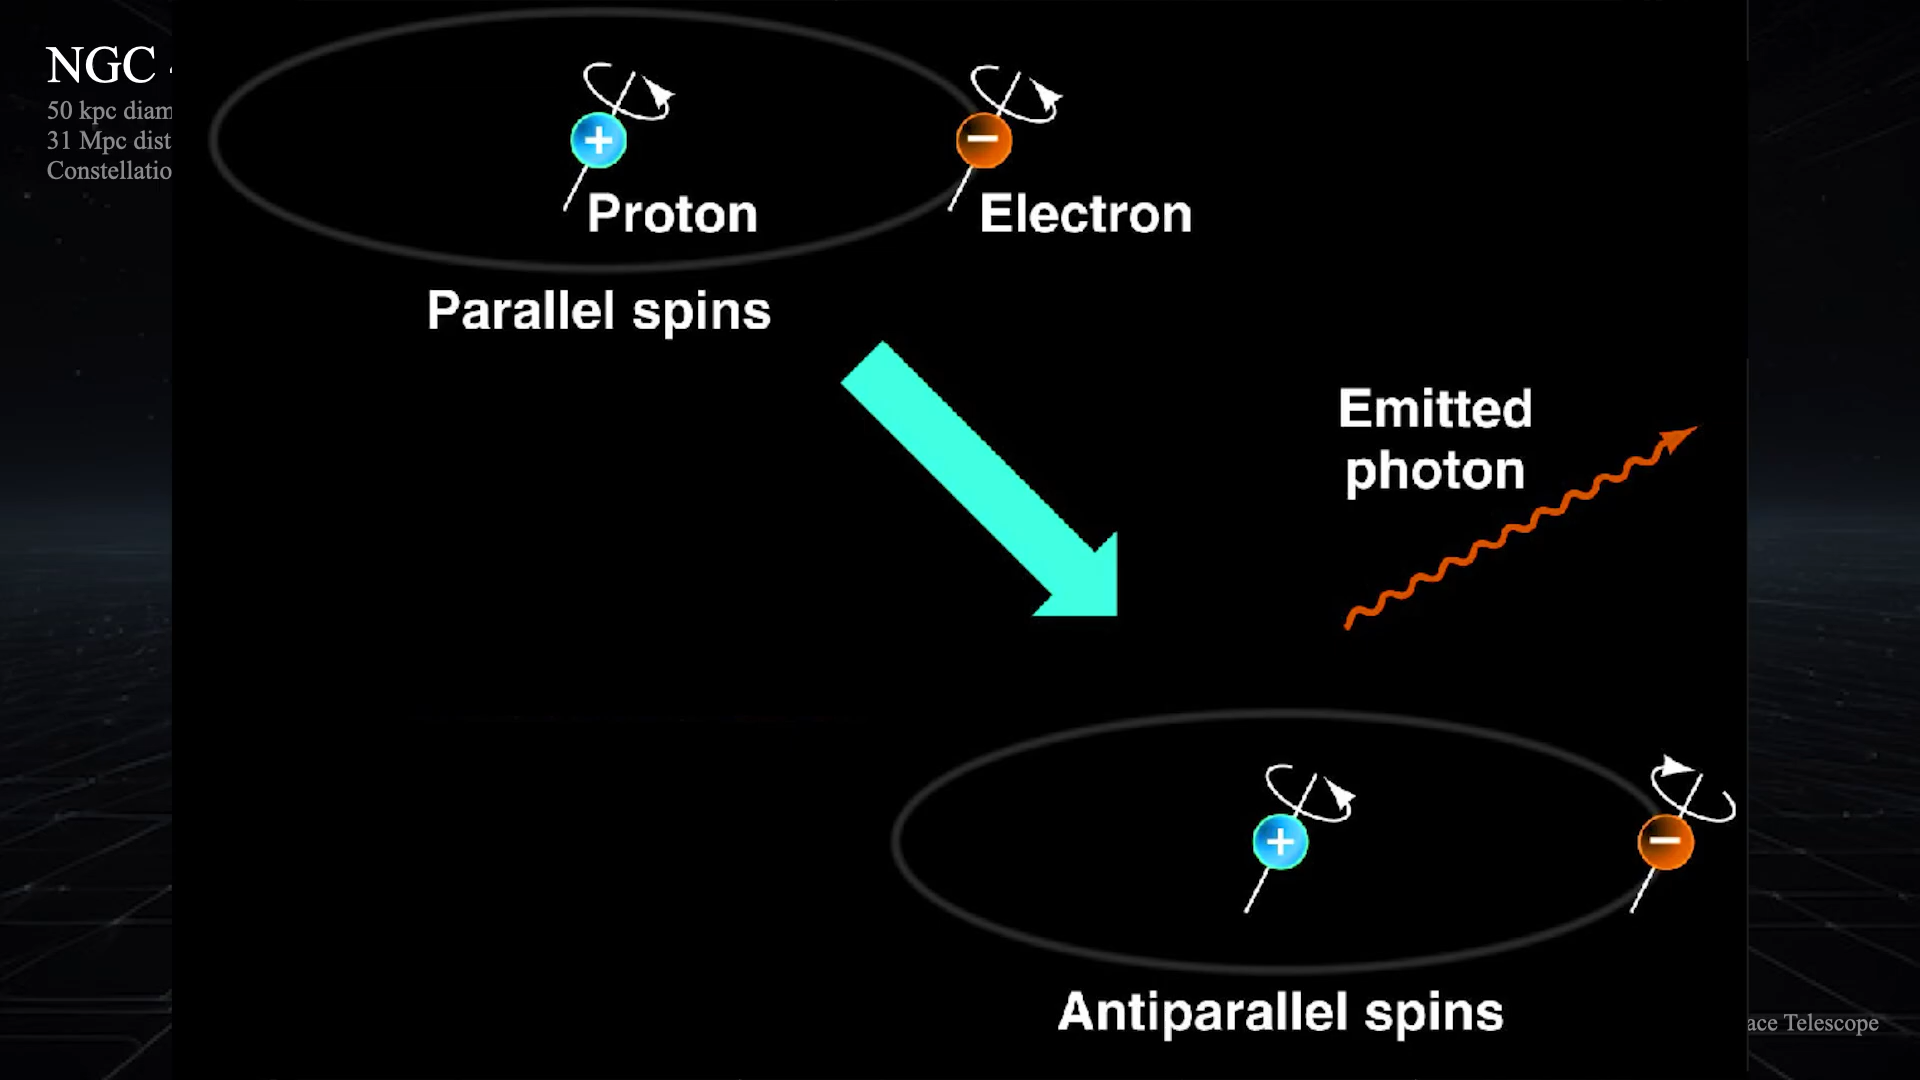 NGC
50 kpc diam
31 Mpc dist
Constellatio
+
−
Proton
Electron
Parallel spins
Emitted
photon
+
−
Antiparallel spins
ace Telescope